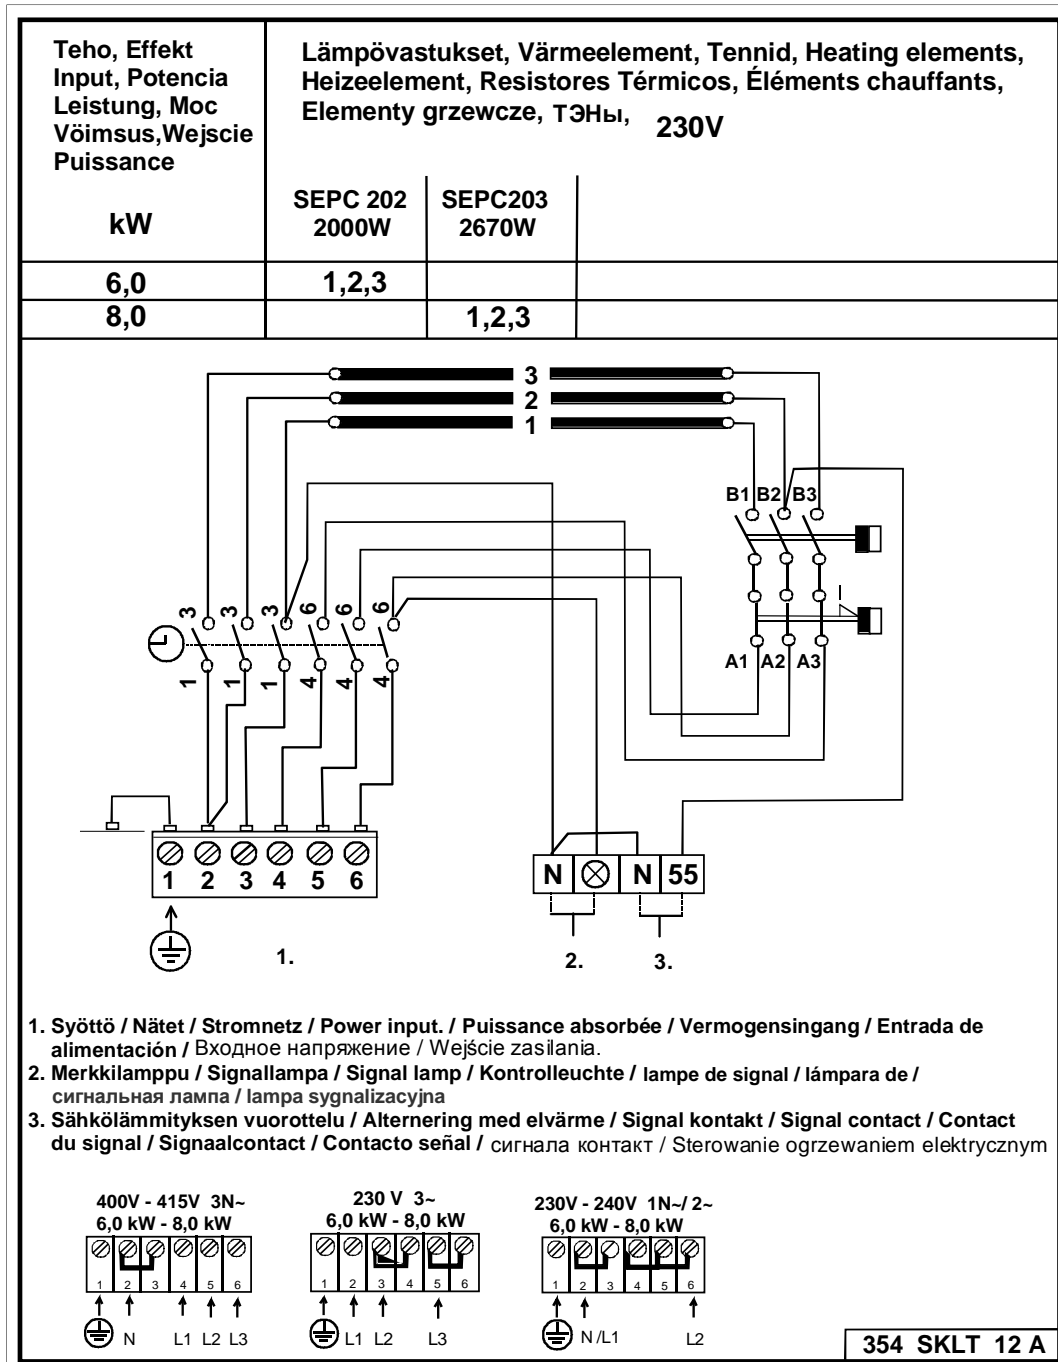 Teho, Effekt
Input, Potencia
Leistung, Moc
Vöimsus,Wejscie
Puissance
kW
Lämpövastukset, Värmeelement, Tennid, Heating elements,
Heizeelement, Resistores Térmicos, Éléments chauffants,
Elementy grzewcze, ТЭНы, 230V
SEPC 202
2000W
SEPC203
2670W
6,0 1,2,3
8,0 1,2,3
3
2
1
B1 B2 B3
3 3 3 6 6 6
1 1 1 4 4 4
A1 A2 A3
1 2 3 4 5 6
N N 55
1. 2. 3.
1. Syöttö / Nätet / Stromnetz / Power input. / Puissance absorbée / Vermogensingang / Entrada de
alimentación / Входное напряжение / Wejście zasilania.
2. Merkkilamppu / Signallampa / Signal lamp / Kontrolleuchte / lampe de signal / lámpara de /
сигнальная лампа / lampa sygnalizacyjna
3. Sähkölämmityksen vuorottelu / Alternering med elvärme / Signal kontakt / Signal contact / Contact
du signal / Signaalcontact / Contacto señal / сигнала контакт / Sterowanie ogrzewaniem elektrycznym
400V - 415V 3N~
6,0 kW - 8,0 kW
1 2 3 4 5 6
N L1 L2 L3
230 V 3~
6,0 kW - 8,0 kW
1 2 3 4 5 6
L1 L2 L3
230V - 240V 1N~/ 2~
6,0 kW - 8,0 kW
1 2 3 4 5 6
N /L1 L2
354 SKLT 12 A